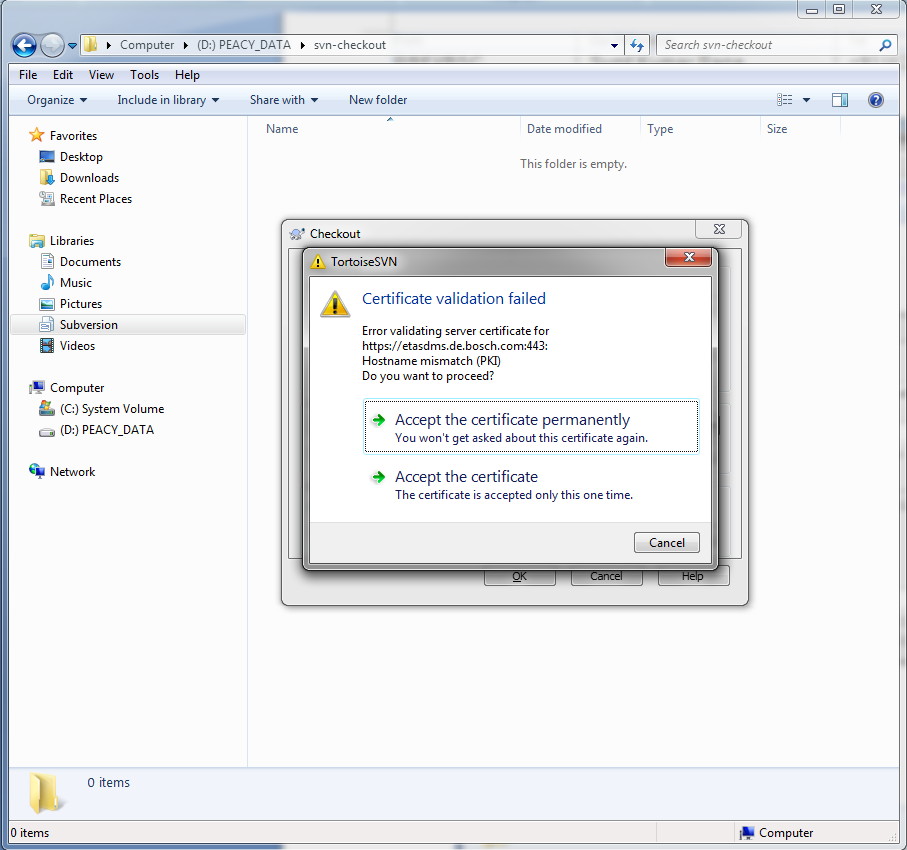 Computer (D:) PEACY_DATA svn-checkout
Search svn-checkout
File Edit View Tools Help
Organize Include in library Share with New folder
Name Date modified Type Size
This folder is empty.
Favorites
Desktop
Downloads
Recent Places
Libraries
Documents
Music
Pictures
Subversion
Videos
Computer
(C:) System Volume
(D:) PEACY_DATA
Network
Checkout
TortoiseSVN
Certificate validation failed
Error validating server certificate for
https://etasdms.de.bosch.com:443:
Hostname mismatch (PKI)
Do you want to proceed?
Accept the certificate permanently
You won't get asked about this certificate again.
Accept the certificate
The certificate is accepted only this one time.
Cancel
OK Cancel Help
0 items
0 items Computer